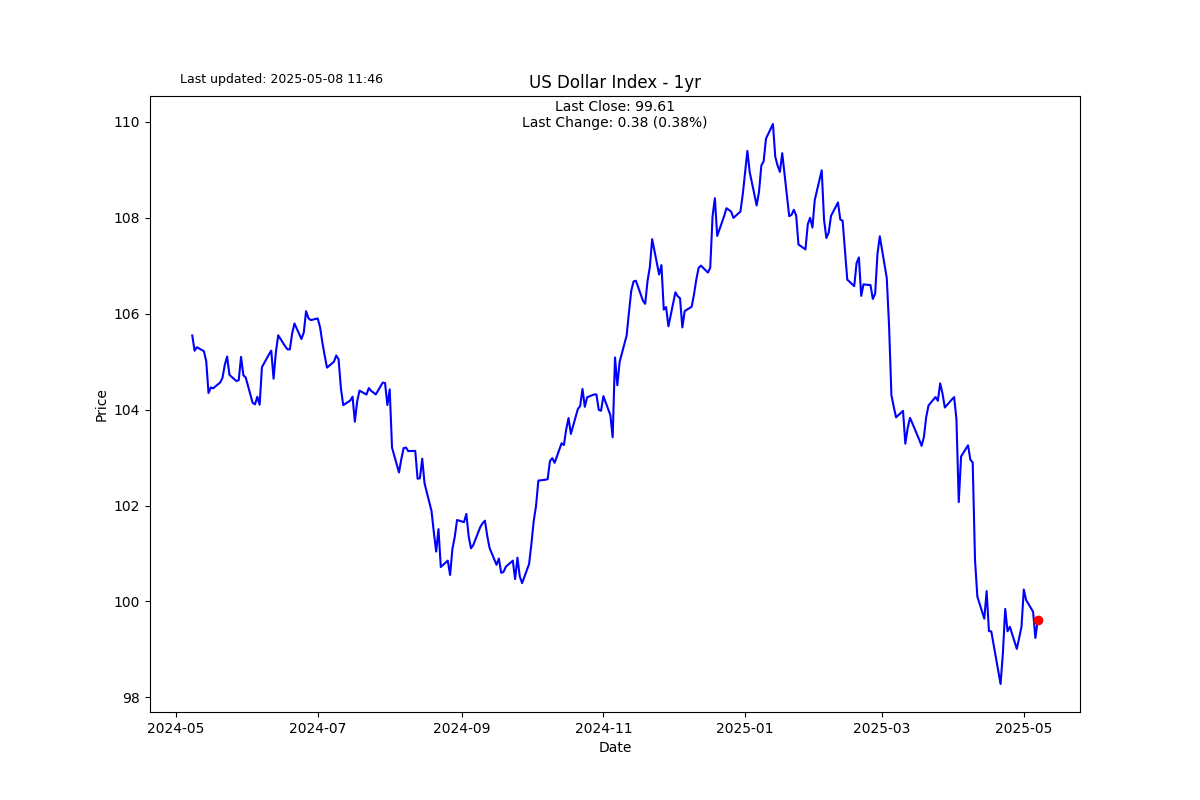 Last updated: 2025-05-08 11:46
US Dollar Index - 1yr
Last Close: 99.61
Last Change: 0.38 (0.38%)
110
108
106
104
102
100
98
Price
2024-05
2024-07
2024-09
2024-11
2025-01
2025-03
2025-05
Date